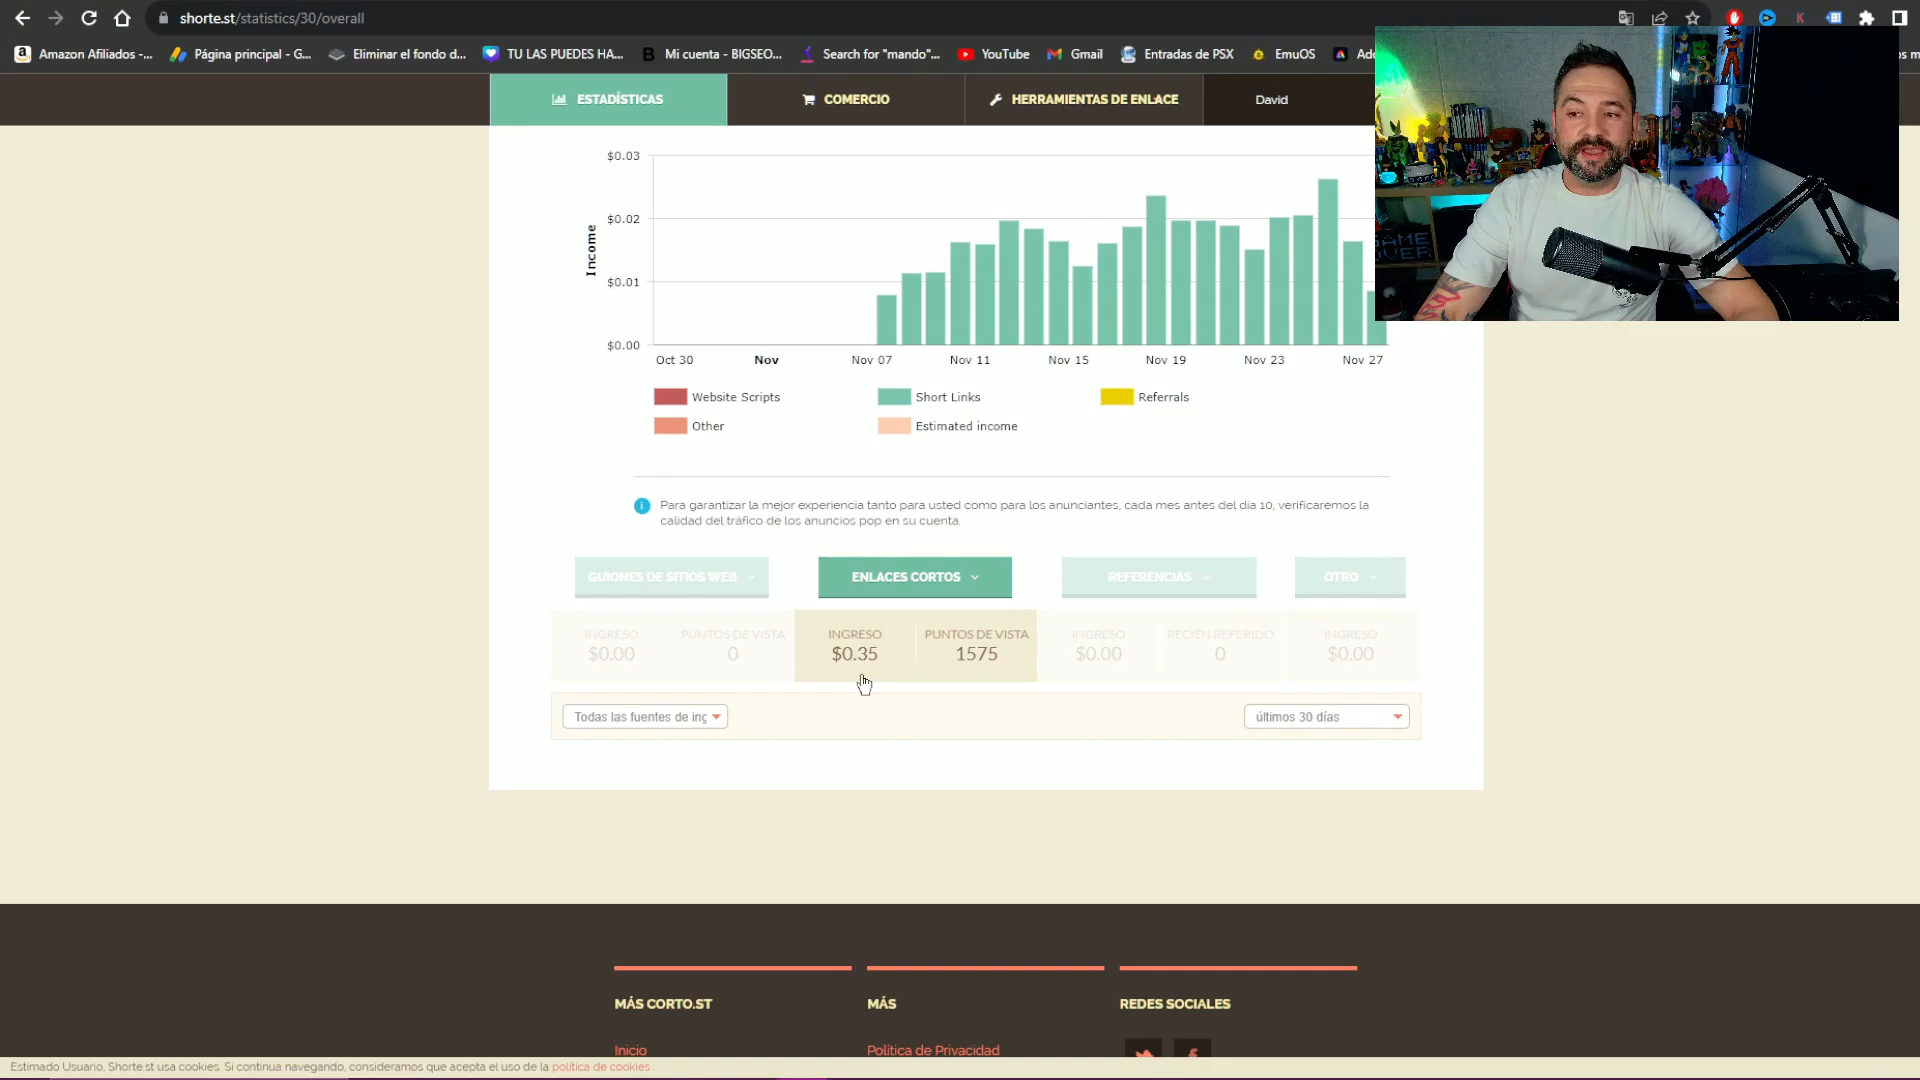 shorte.st/statistics/30/overall
Amazon Afiliados -... Página principal - G... Eliminar el fondo d... TU LAS PUEDES HA... Mi cuenta - BIGSEO... Search for "mando"... YouTube Gmail Entradas de PSX EmuOS
ESTADÍSTICAS COMERCIO HERRAMIENTAS DE ENLACE David
$0.03
$0.02
$0.01
$0.00
Income
Oct 30 Nov Nov 07 Nov 11 Nov 15 Nov 19 Nov 23 Nov 27
Website Scripts Short Links Referrals
Other Estimated income
Para garantizar la mejor experiencia tanto para usted como para los anunciantes, cada mes antes del día 10, verificaremos la
calidad del tráfico de los anuncios pop en su cuenta.
GUIONES DE SITIOS WEB ENLACES CORTOS REFERENCIAS OTRO
INGRESO PUNTOS DE VISTA INGRESO PUNTOS DE VISTA INGRESO RECIÉN REFERIDO INGRESO
$0.00 0 $0.35 1575 $0.00 0 $0.00
Todas las fuentes de ing últimos 30 días
MÁS CORTO.ST MÁS REDES SOCIALES
Inicio Política de Privacidad
Estimado Usuario, Shorte.st usa cookies. Si continúa navegando, consideramos que acepta el uso de la política de cookies .